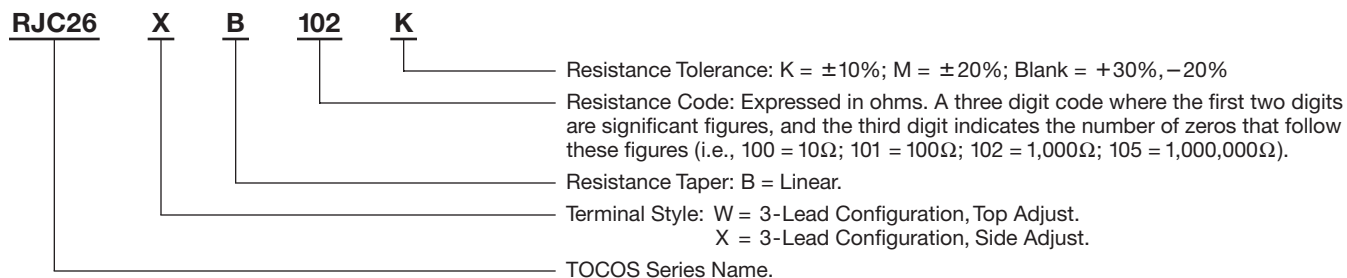 RJC26 X B 102 K
Resistance Tolerance: K = ±10%; M = ±20%; Blank = +30%,−20%
Resistance Code: Expressed in ohms. A three digit code where the first two digits
are significant figures, and the third digit indicates the number of zeros that follow
these figures (i.e., 100 = 10Ω; 101 = 100Ω; 102 = 1,000Ω; 105 = 1,000,000Ω).
Resistance Taper: B = Linear.
Terminal Style: W = 3-Lead Configuration, Top Adjust.
X = 3-Lead Configuration, Side Adjust.
TOCOS Series Name.